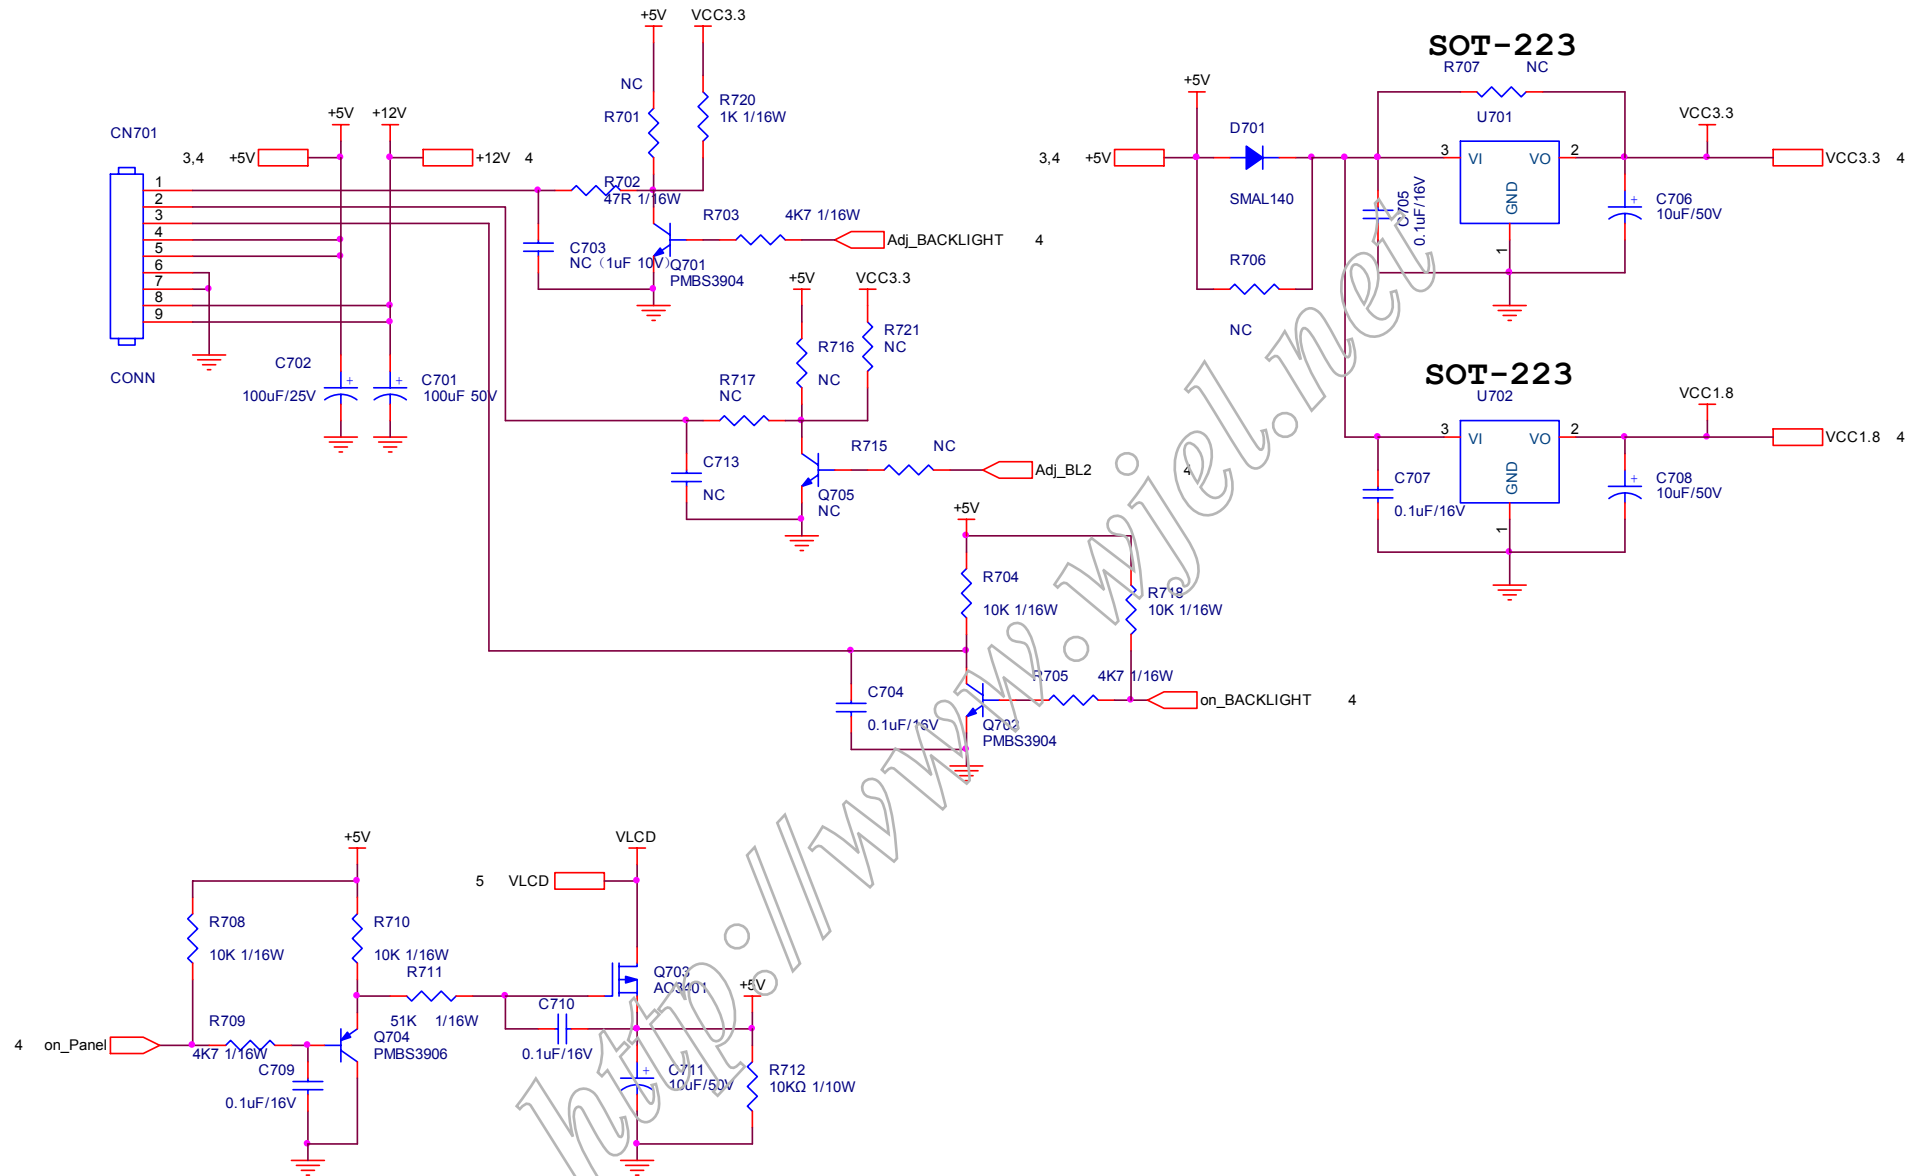 +5V VCC3.3
NC
R701
R720
1K 1/16W
CN701
+5V +12V
3,4 +5V
+12V 4
1
2
3
4
5
6
7
8
9
CONN
R702
47R 1/16W
C703
NC（1uF 10V）
Q701
PMBS3904
R703 4K7 1/16W
Adj_BACKLIGHT 4
C702
100uF/25V
C701
100uF 50V
+5V VCC3.3
R716
NC
R721
NC
R717
NC
C713
NC
Q705
NC
R715 NC
Adj_BL2 4
+5V
R704
10K 1/16W
R718
10K 1/16W
R705 4K7 1/16W
on_BACKLIGHT 4
C704
0.1uF/16V
Q702
PMBS3904
SOT-223
R707 NC
U701
+5V
3,4 +5V
D701
SMAL140
R706
NC
C705
0.1uF/16V
3 VI VO 2
GND
1
VCC3.3
VCC3.3 4
C706
10uF/50V
SOT-223
U702
3 VI VO 2
GND
1
VCC1.8
VCC1.8 4
C707
0.1uF/16V
C708
10uF/50V
+5V
R708
10K 1/16W
R710
10K 1/16W
R711
51K 1/16W
4 on_Panel
R709
4K7 1/16W
C709
0.1uF/16V
Q704
PMBS3906
VLCD
5 VLCD
Q703
AO3401
C710
0.1uF/16V
+5V
C711
10uF/50V
R712
10KΩ 1/10W
http://www.wjel.net